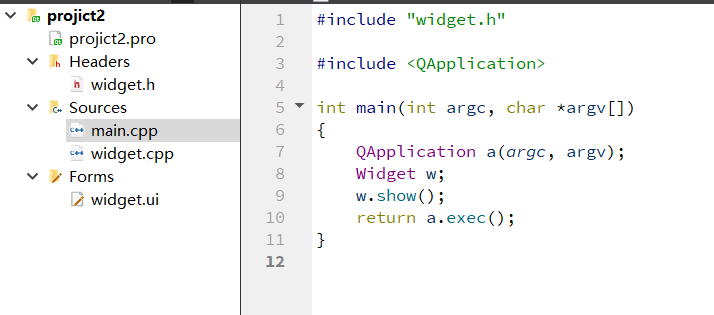 projict2
projict2.pro
Headers
widget.h
Sources
main.cpp
widget.cpp
Forms
widget.ui
1 #include "widget.h"
2
3 #include <QApplication>
4
5 int main(int argc, char *argv[])
6 {
7     QApplication a(argc, argv);
8     Widget w;
9     w.show();
10     return a.exec();
11 }
12